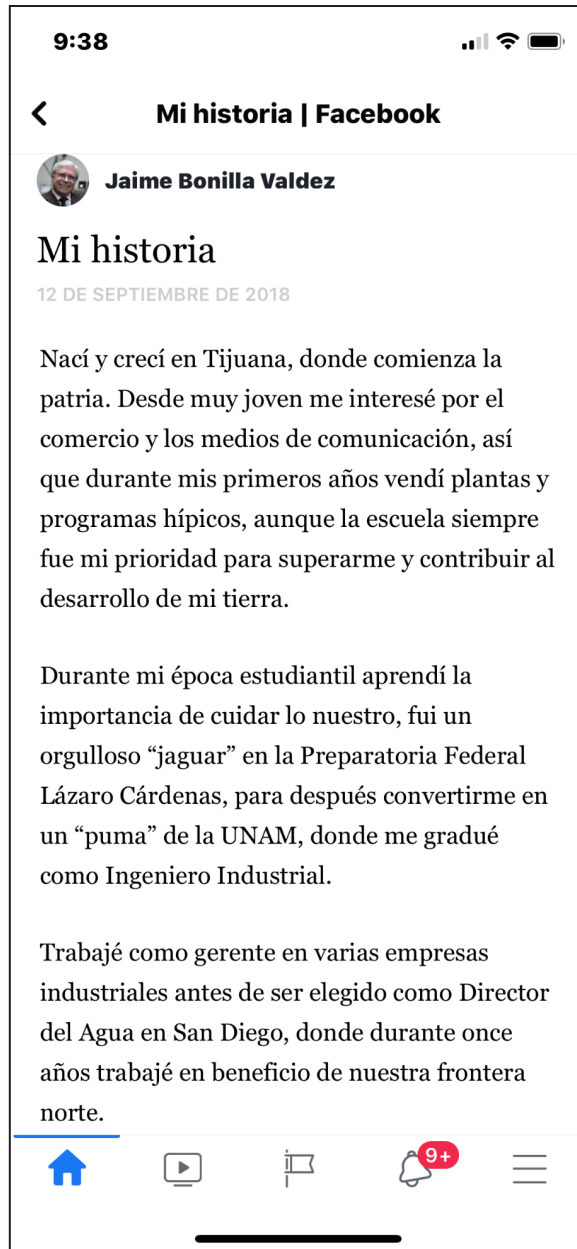 9:38
Mi historia | Facebook
Jaime Bonilla Valdez
Mi historia
12 DE SEPTIEMBRE DE 2018
Nací y crecí en Tijuana, donde comienza la
patria. Desde muy joven me interesé por el
comercio y los medios de comunicación, así
que durante mis primeros años vendí plantas y
programas hípicos, aunque la escuela siempre
fue mi prioridad para superarme y contribuir al
desarrollo de mi tierra.
Durante mi época estudiantil aprendí la
importancia de cuidar lo nuestro, fui un
orgulloso “jaguar” en la Preparatoria Federal
Lázaro Cárdenas, para después convertirme en
un “puma” de la UNAM, donde me gradué
como Ingeniero Industrial.
Trabajé como gerente en varias empresas
industriales antes de ser elegido como Director
del Agua en San Diego, donde durante once
años trabajé en beneficio de nuestra frontera
norte.
9+